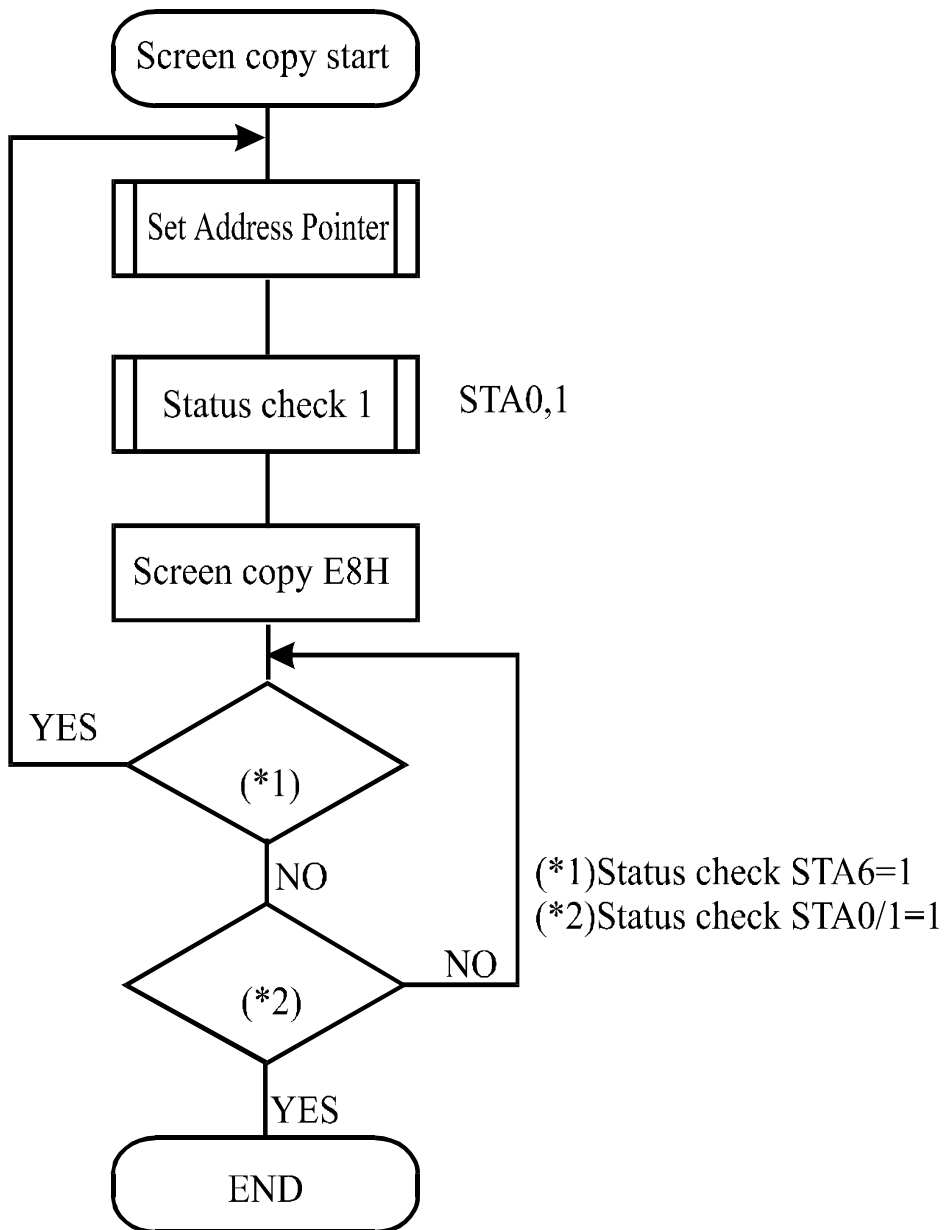 Screen copy start
Set Address Pointer
Status check 1
STA0,1
Screen copy E8H
YES
(*1)
NO
(*1)Status check STA6=1
(*2)Status check STA0/1=1
NO
(*2)
YES
END